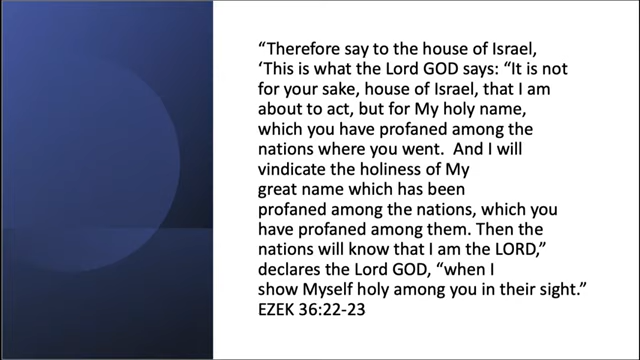 “Therefore say to the house of Israel,
‘This is what the Lord GOD says: “It is not
for your sake, house of Israel, that I am
about to act, but for My holy name,
which you have profaned among the
nations where you went.  And I will
vindicate the holiness of My
great name which has been
profaned among the nations, which you
have profaned among them. Then the
nations will know that I am the LORD,”
declares the Lord GOD, “when I
show Myself holy among you in their sight.”
EZEK 36:22-23